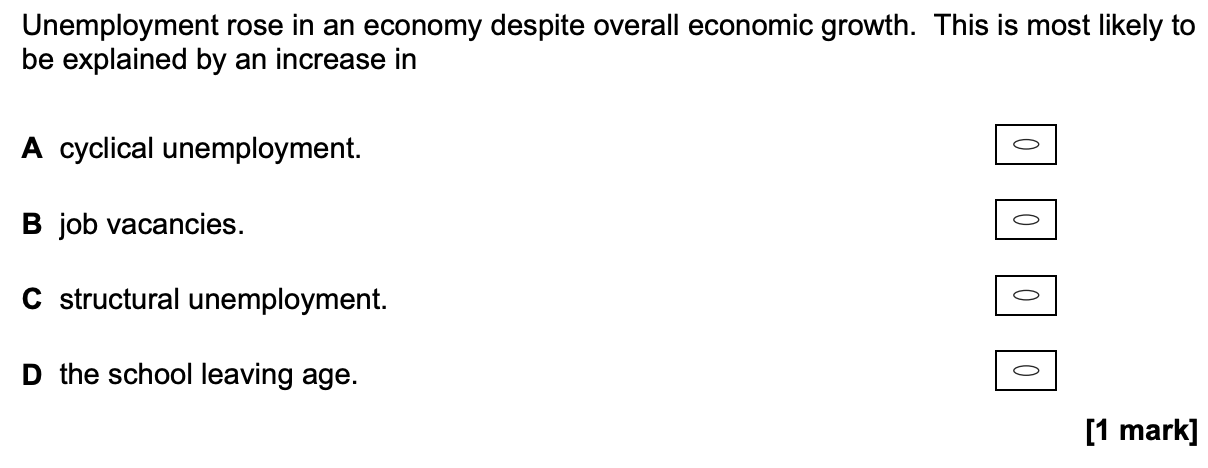 Unemployment rose in an economy despite overall economic growth.  This is most likely to
be explained by an increase in
A cyclical unemployment.
B job vacancies.
C structural unemployment.
D the school leaving age.
[1 mark]